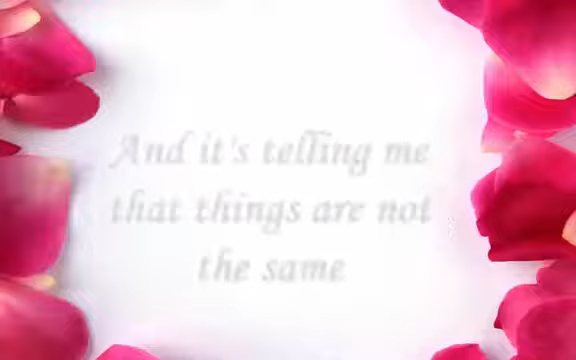 And it's telling me
that things are not
the same